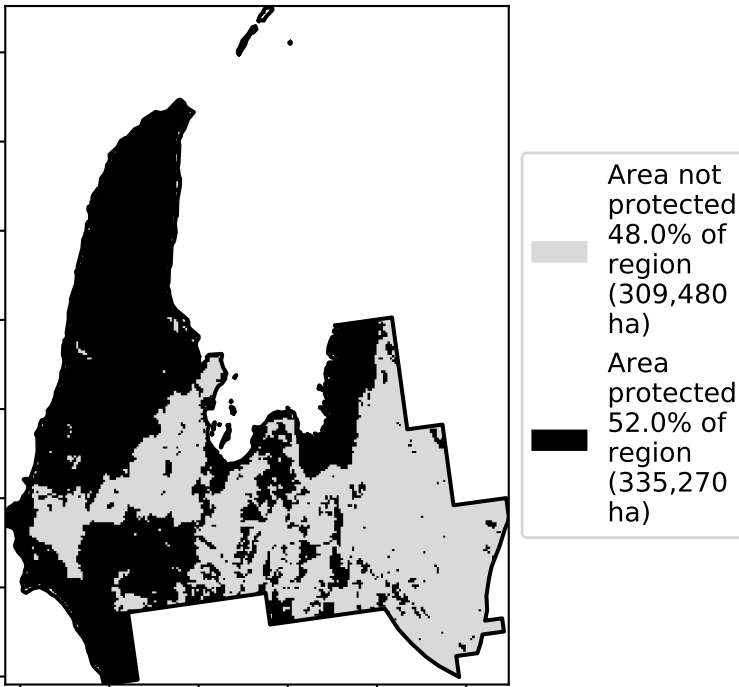 Area not
protected
48.0% of
region
(309,480
ha)
Area
protected
52.0% of
region
(335,270
ha)